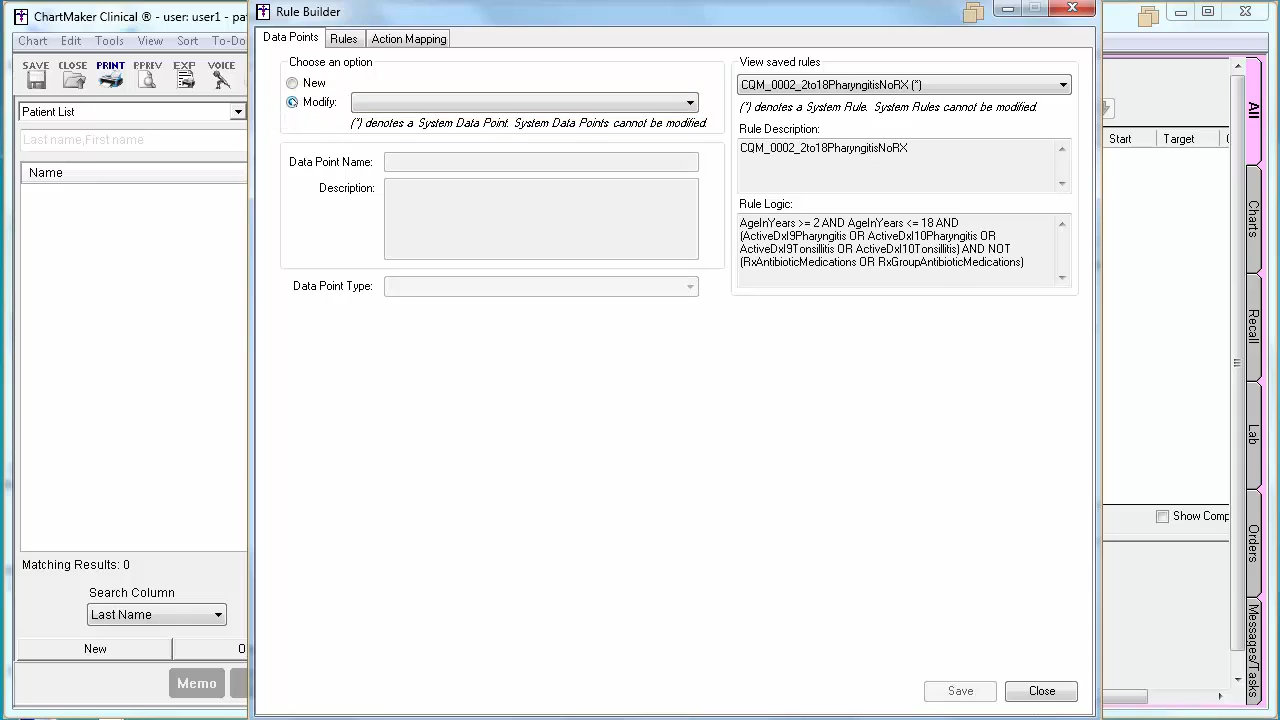 ChartMaker Clinical ® - user: user1 - pa
Rule Builder
Chart Edit Tools View Sort To-Do
SAVE CLOSE PRINT PPREV EXP VOICE
Patient List
Last name,First name
Name
Matching Results: 0
Search Column
Last Name
New O
Memo
Data Points Rules Action Mapping
Choose an option
New
Modify:
(*) denotes a System Data Point. System Data Points cannot be modified
Data Point Name:
Description:
Data Point Type:
View saved rules
CQM_0002_2to18PharyngitisNoRX (*)
(*) denotes a System Rule. System Rules cannot be modified.
Rule Description:
CQM_0002_2to18PharyngitisNoRX
Rule Logic:
AgeInYears >= 2 AND AgeInYears <= 18 AND
(ActiveDxI9Pharyngitis OR ActiveDxI10Pharyngitis OR
ActiveDxI9Tonsillitis OR ActiveDxI10Tonsillitis) AND NOT
(RxAntibioticMedications OR RxGroupAntibioticMedications)
Save Close
Start Target
Show Comp
All
Charts
Recall
Lab
Orders
Messages/Tasks